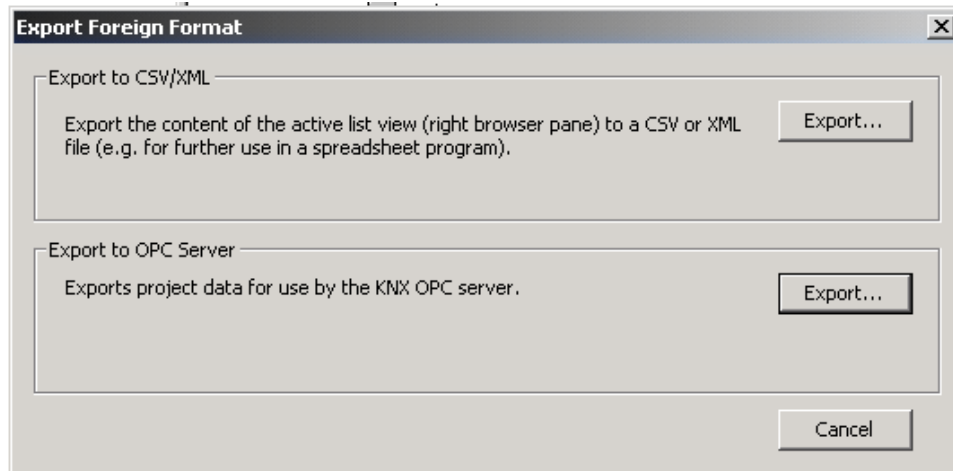 Export Foreign Format
Export to CSV/XML
Export the content of the active list view (right browser pane) to a CSV or XML
file (e.g. for further use in a spreadsheet program).
Export...
Export to OPC Server
Exports project data for use by the KNX OPC server.
Export...
Cancel